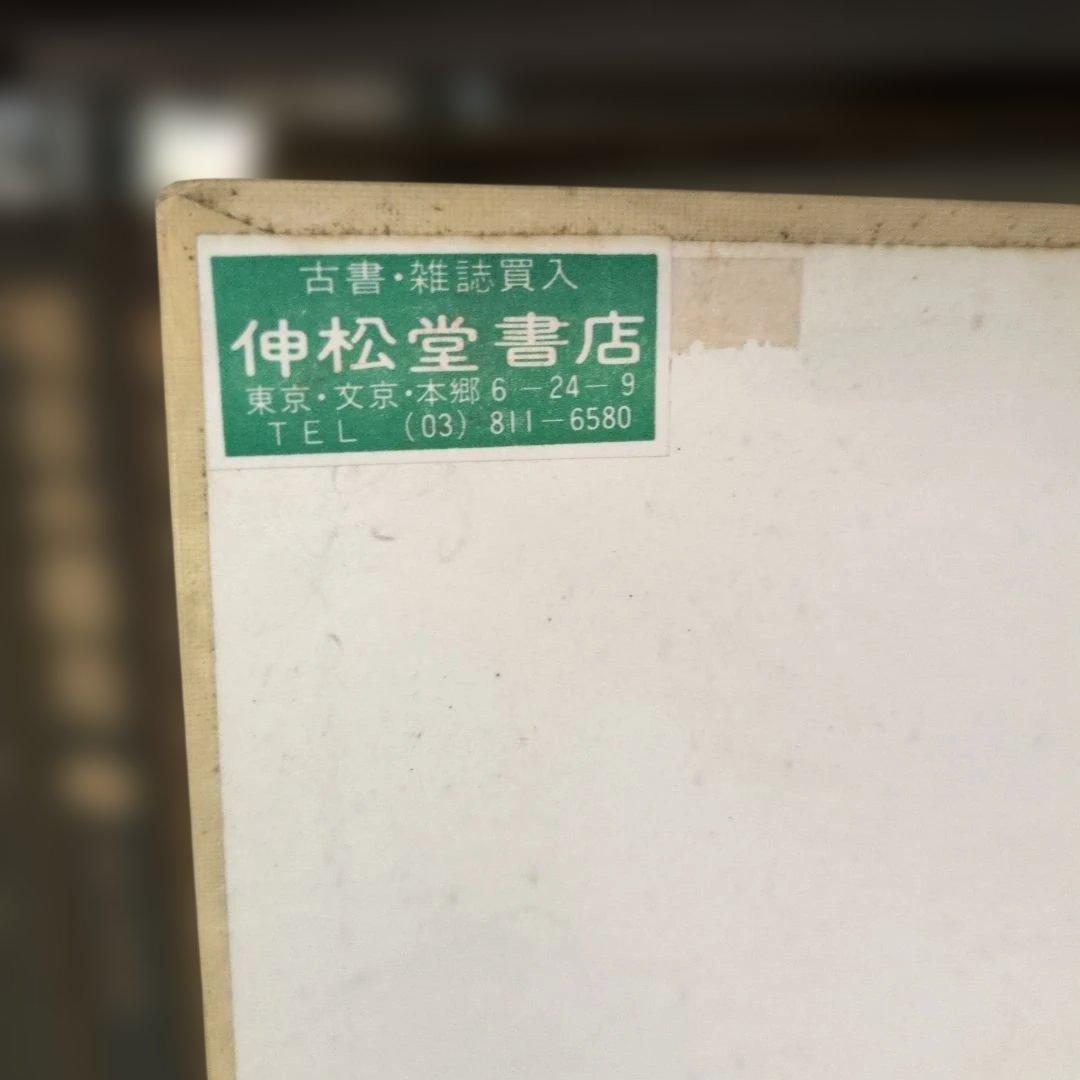 古書・雑誌買入
伸松堂書店
東京・文京・本郷6－24－9
TEL (03) 811－6580